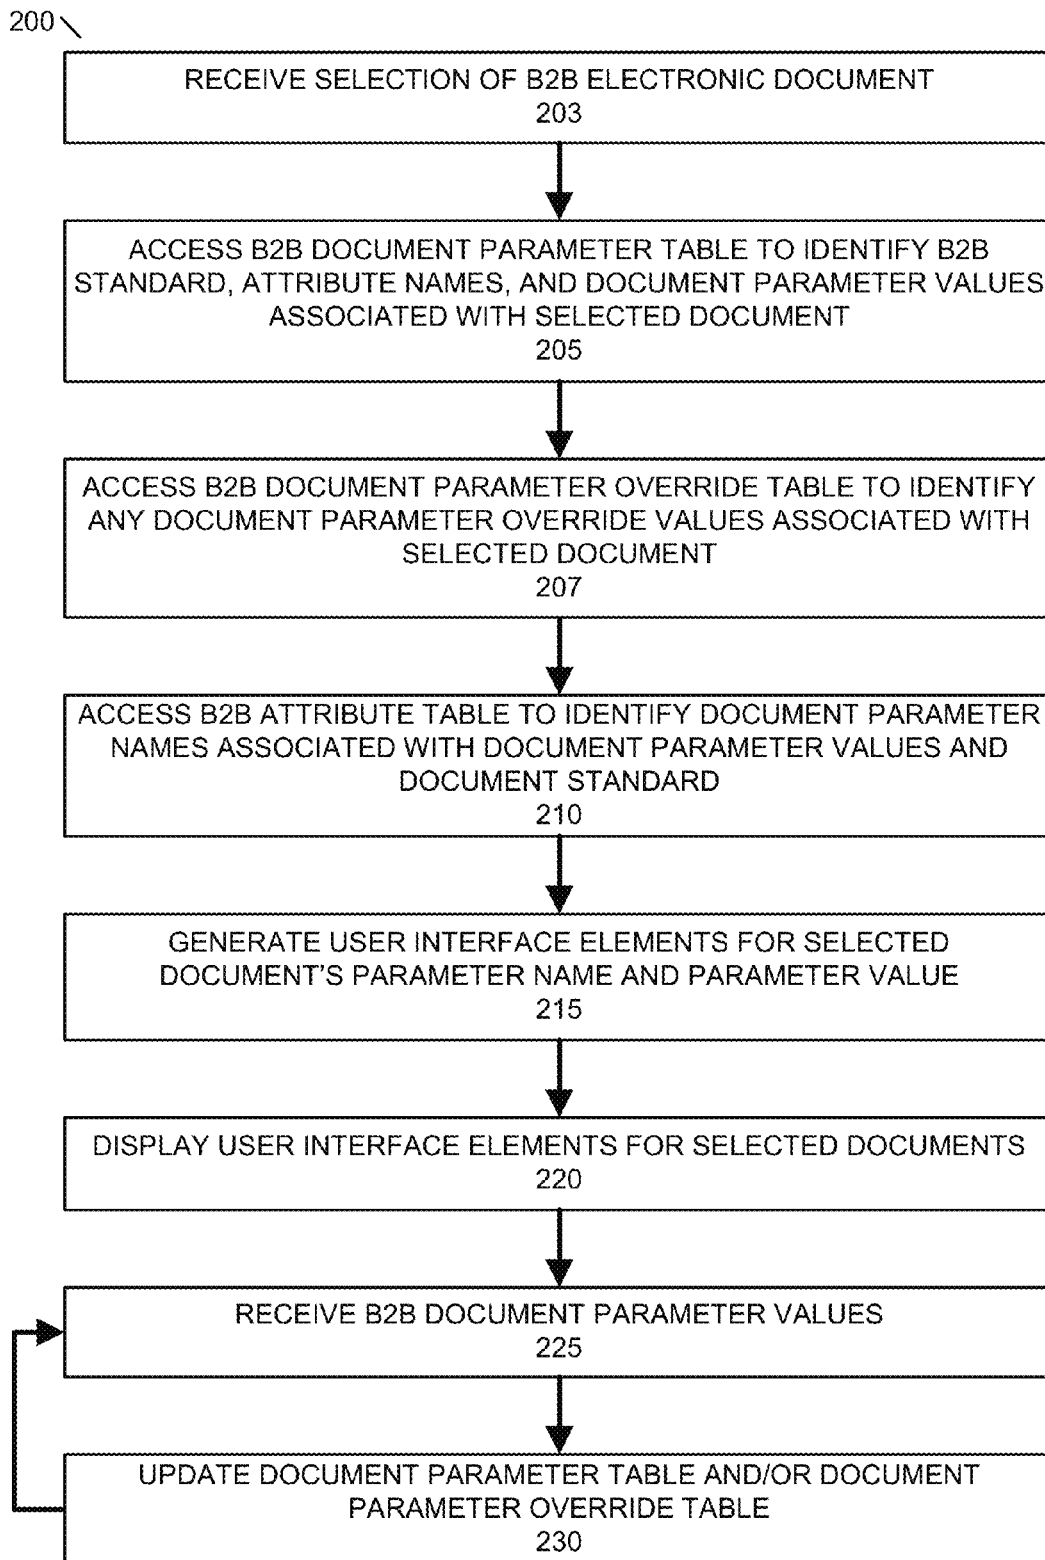 200
RECEIVE SELECTION OF B2B ELECTRONIC DOCUMENT
203
ACCESS B2B DOCUMENT PARAMETER TABLE TO IDENTIFY B2B
STANDARD, ATTRIBUTE NAMES, AND DOCUMENT PARAMETER VALUES
ASSOCIATED WITH SELECTED DOCUMENT
205
ACCESS B2B DOCUMENT PARAMETER OVERRIDE TABLE TO IDENTIFY
ANY DOCUMENT PARAMETER OVERRIDE VALUES ASSOCIATED WITH
SELECTED DOCUMENT
207
ACCESS B2B ATTRIBUTE TABLE TO IDENTIFY DOCUMENT PARAMETER
NAMES ASSOCIATED WITH DOCUMENT PARAMETER VALUES AND
DOCUMENT STANDARD
210
GENERATE USER INTERFACE ELEMENTS FOR SELECTED
DOCUMENT'S PARAMETER NAME AND PARAMETER VALUE
215
DISPLAY USER INTERFACE ELEMENTS FOR SELECTED DOCUMENTS
220
RECEIVE B2B DOCUMENT PARAMETER VALUES
225
UPDATE DOCUMENT PARAMETER TABLE AND/OR DOCUMENT
PARAMETER OVERRIDE TABLE
230